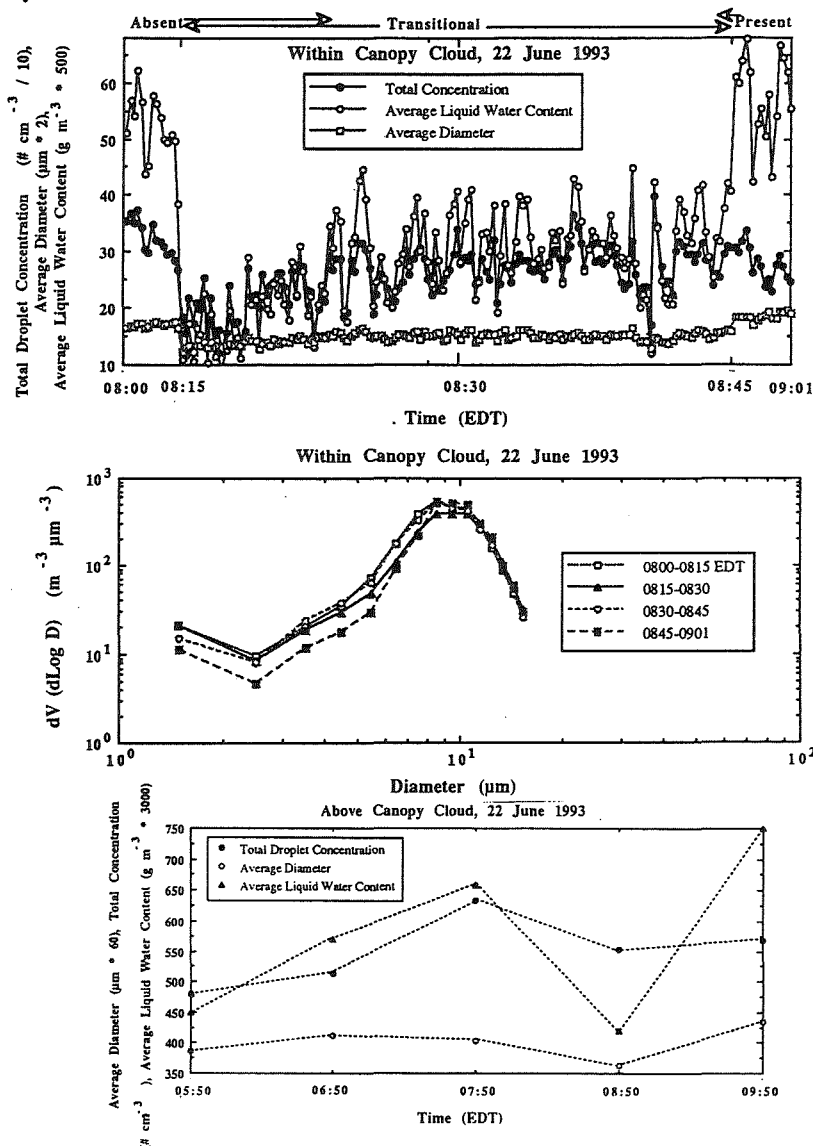 Absent Transitional Present
Within Canopy Cloud, 22 June 1993
Total Concentration
Average Liquid Water Content
Average Diameter
Total Droplet Concentration (# cm -3 / 10),
Average Diameter (µm * 2),
Average Liquid Water Content (g m -3 * 500)
60
50
40
30
20
10
08:00 08:15 08:30 08:45 09:01
. Time (EDT)
Within Canopy Cloud, 22 June 1993
dV (dLog D) (m -3 µm -3)
10 3
10 2
10 1
10 0
0800-0815 EDT
0815-0830
0830-0845
0845-0901
10 0 10 1 10 2
Diameter (µm)
Above Canopy Cloud, 22 June 1993
Average Diameter (µm * 60), Total Concentration
(# cm -3 ), Average Liquid Water Content (g m -3 * 3000)
750
700
650
600
550
500
450
400
350
Total Droplet Concentration
Average Diameter
Average Liquid Water Content
05:50 06:50 07:50 08:50 09:50
Time (EDT)